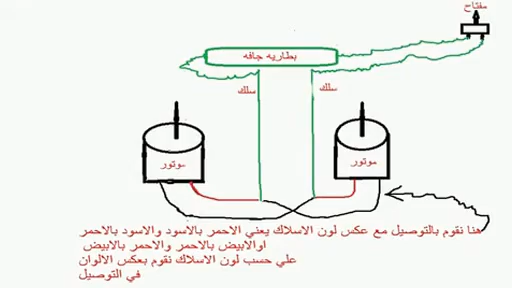 مفتاح
بطاريه جافه
سلك
سلك
موتور
موتور
هنا نقوم بالتوصيل مع عكس لون الاسلاك يعني الاحمر بالاسود والاسود بالاحمر
اوالابيض بالاحمر والاحمر بالابيض
علي حسب لون الاسلاك نقوم بعكس الالوان
في التوصيل